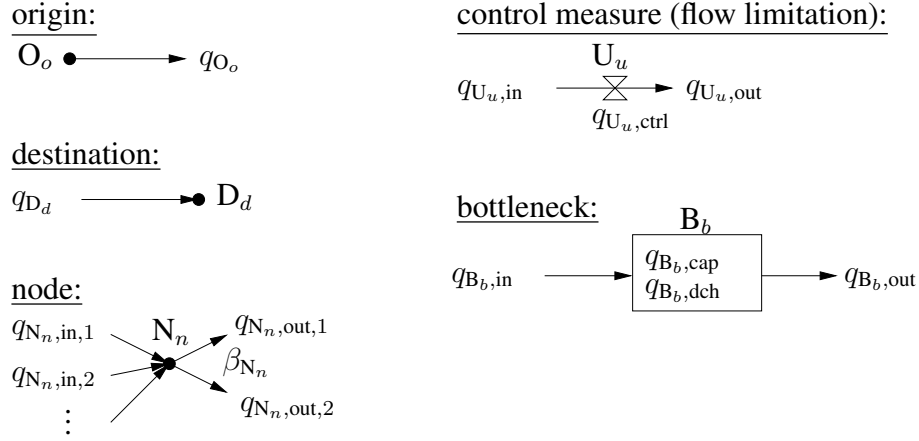 origin:
O_o q_{O_o}
destination:
q_{D_d} D_d
node:
q_{N_n,in,1} N_n q_{N_n,out,1}
q_{N_n,in,2} β_{N_n}
⋮ q_{N_n,out,2}
control measure (flow limitation):
U_u
q_{U_u,in} q_{U_u,out}
q_{U_u,ctrl}
bottleneck:
B_b
q_{B_b,cap}
q_{B_b,in} q_{B_b,dch} q_{B_b,out}